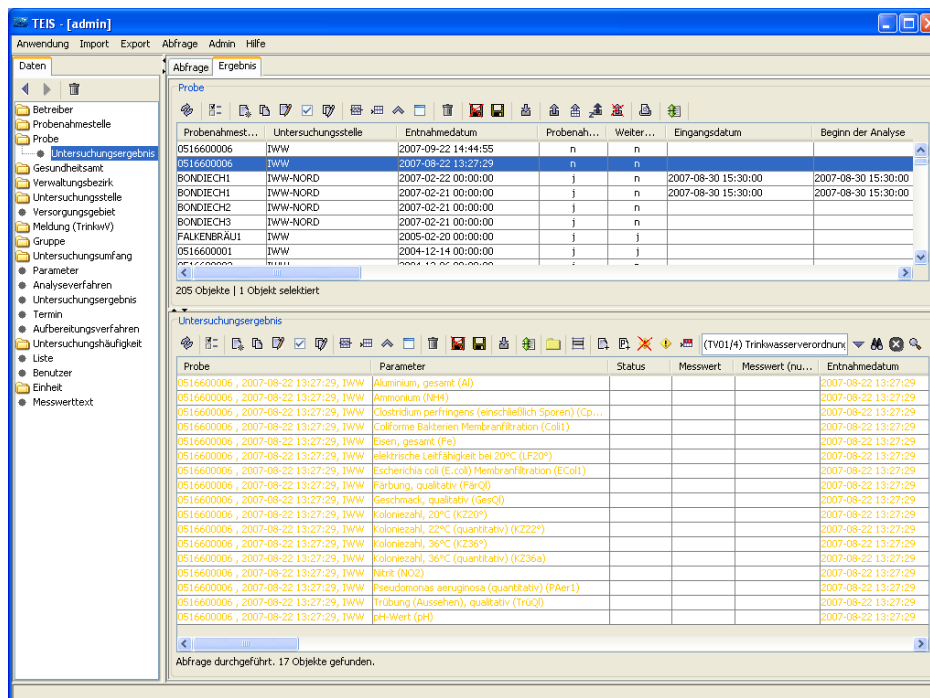 TEIS - [admin]
Anwendung Import Export Abfrage Admin Hilfe
Daten
Betreiber
Probenahmestelle
Probe
Untersuchungsergebnis
Gesundheitsamt
Verwaltungsbezirk
Untersuchungsstelle
Versorgungsgebiet
Meldung (TrinkwV)
Gruppe
Untersuchungsumfang
Parameter
Analyseverfahren
Untersuchungsergebnis
Termin
Aufbereitungsverfahren
Untersuchungshäufigkeit
Liste
Benutzer
Einheit
Messwerttext
Abfrage Ergebnis
Probe
Probenahmest... Untersuchungsstelle Entnahmedatum Probenah... Weiter... Eingangsdatum Beginn der Analyse
0516600006 IWW 2007-09-22 14:44:55 n n
0516600006 IWW 2007-08-22 13:27:29 n n
BONDIECH1 IWW-NORD 2007-02-22 00:00:00 j n 2007-08-30 15:30:00 2007-08-30 15:30:00
BONDIECH1 IWW-NORD 2007-02-21 00:00:00 j n 2007-08-30 15:30:00 2007-08-30 15:30:00
BONDIECH2 IWW-NORD 2007-02-21 00:00:00 j n
BONDIECH3 IWW-NORD 2007-02-21 00:00:00 j n
FALKENBRÄU1 IWW 2005-02-20 00:00:00 j j
0516600001 IWW 2004-12-14 00:00:00 j j
205 Objekte | 1 Objekt selektiert
Untersuchungsergebnis
(TV01/4) Trinkwasserverordnung
Probe Parameter Status Messwert Messwert (nu... Entnahmedatum
0516600006 , 2007-08-22 13:27:29, IWW Aluminium, gesamt (Al) 2007-08-22 13:27:29
0516600006 , 2007-08-22 13:27:29, IWW Ammonium (NH4) 2007-08-22 13:27:29
0516600006 , 2007-08-22 13:27:29, IWW Clostridium perfringens (einschließlich Sporen) (Cp... 2007-08-22 13:27:29
0516600006 , 2007-08-22 13:27:29, IWW Coliforme Bakterien Membranfiltration (Coli1) 2007-08-22 13:27:29
0516600006 , 2007-08-22 13:27:29, IWW Eisen, gesamt (Fe) 2007-08-22 13:27:29
0516600006 , 2007-08-22 13:27:29, IWW elektrische Leitfähigkeit bei 20°C (LF20°) 2007-08-22 13:27:29
0516600006 , 2007-08-22 13:27:29, IWW Escherichia coli (E.coli) Membranfiltration (ECol1) 2007-08-22 13:27:29
0516600006 , 2007-08-22 13:27:29, IWW Färbung, qualitativ (FärQl) 2007-08-22 13:27:29
0516600006 , 2007-08-22 13:27:29, IWW Geschmack, qualitativ (GesQl) 2007-08-22 13:27:29
0516600006 , 2007-08-22 13:27:29, IWW Koloniezahl, 20°C (KZ20°) 2007-08-22 13:27:29
0516600006 , 2007-08-22 13:27:29, IWW Koloniezahl, 22°C (quantitativ) (KZ22°) 2007-08-22 13:27:29
0516600006 , 2007-08-22 13:27:29, IWW Koloniezahl, 36°C (KZ36°) 2007-08-22 13:27:29
0516600006 , 2007-08-22 13:27:29, IWW Koloniezahl, 36°C (quantitativ) (KZ36a) 2007-08-22 13:27:29
0516600006 , 2007-08-22 13:27:29, IWW Nitrit (NO2) 2007-08-22 13:27:29
0516600006 , 2007-08-22 13:27:29, IWW Pseudomonas aeruginosa (quantitativ) (PAer1) 2007-08-22 13:27:29
0516600006 , 2007-08-22 13:27:29, IWW Trübung (Aussehen), qualitativ (TrüQl) 2007-08-22 13:27:29
0516600006 , 2007-08-22 13:27:29, IWW pH-Wert (pH) 2007-08-22 13:27:29
Abfrage durchgeführt. 17 Objekte gefunden.